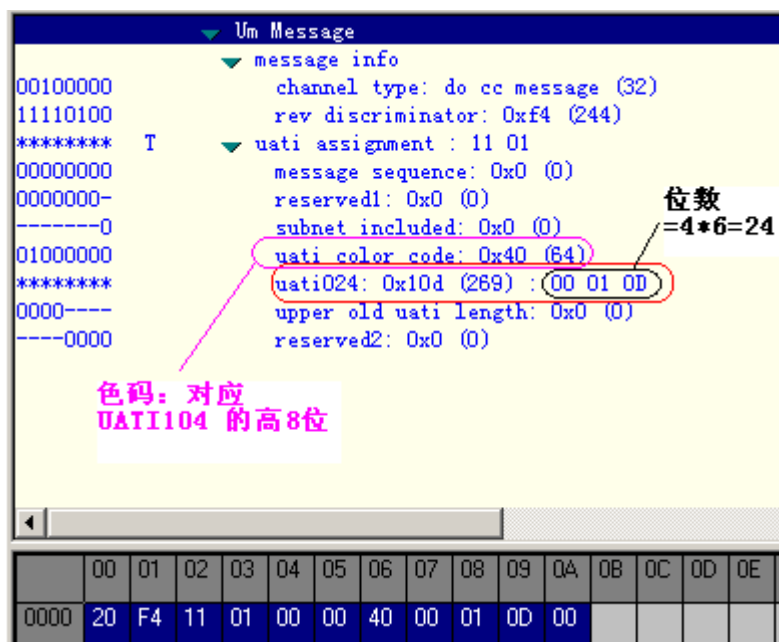 Um Message
message info
00100000 channel type: do cc message (32)
11110100 rev discriminator: 0xf4 (244)
******** T uati assignment : 11 01
00000000 message sequence: 0x0 (0)
0000000- reserved1: 0x0 (0)
-------0 subnet included: 0x0 (0)
01000000 uati color code: 0x40 (64)
******** uati024: 0x10d (269) : 00 01 0D
0000---- upper old uati length: 0x0 (0)
----0000 reserved2: 0x0 (0)
位数
=4*6=24
色码：对应
UATI104 的高8位
00 01 02 03 04 05 06 07 08 09 0A 0B 0C 0D 0E
0000 20 F4 11 01 00 00 40 00 01 0D 00